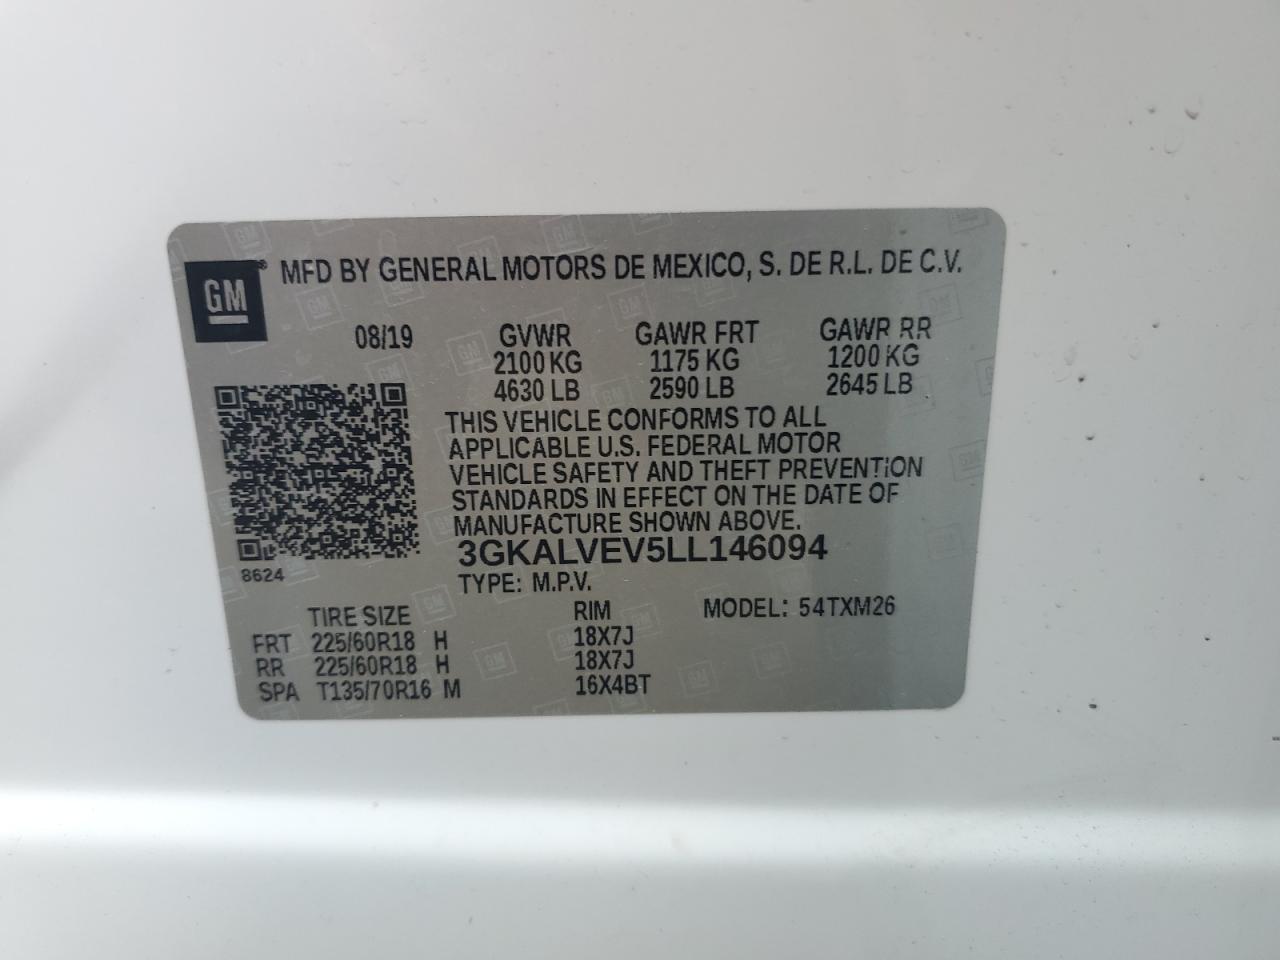 GM
MFD BY GENERAL MOTORS DE MEXICO, S. DE R.L. DE C.V.
08/19 GVWR GAWR FRT GAWR RR
2100 KG 1175 KG 1200 KG
4630 LB 2590 LB 2645 LB
THIS VEHICLE CONFORMS TO ALL
APPLICABLE U.S. FEDERAL MOTOR
VEHICLE SAFETY AND THEFT PREVENTION
STANDARDS IN EFFECT ON THE DATE OF
MANUFACTURE SHOWN ABOVE.
3GKALVEV5LL146094
8624
TYPE: M.P.V.
TIRE SIZE RIM MODEL: 54TXM26
FRT 225/60R18 H 18X7J
RR 225/60R18 H 18X7J
SPA T135/70R16 M 16X4BT